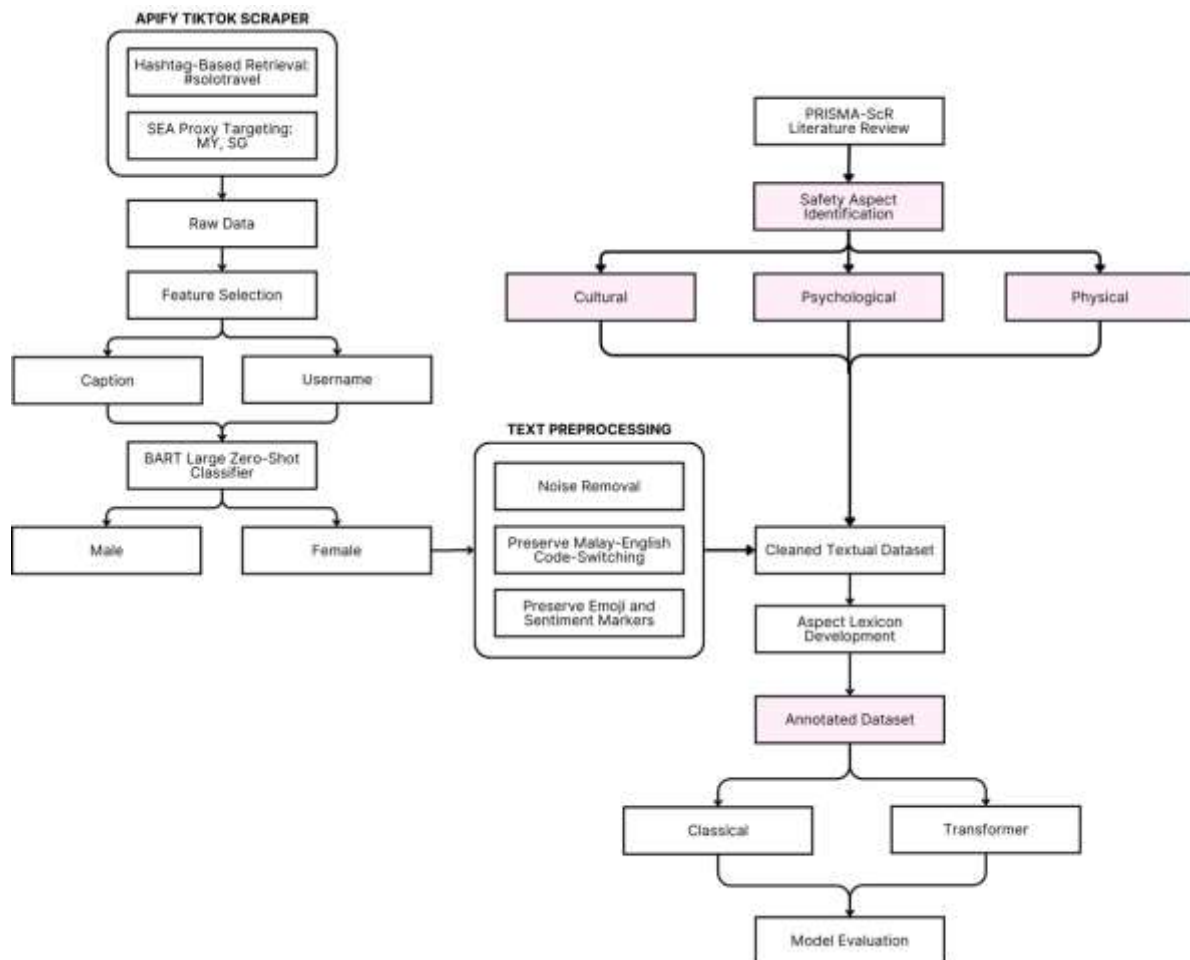 APIFY TIKTOK SCRAPER
Hashtag-Based Retrieval:
#solotravel
SEA Proxy Targeting:
MY, SG
Raw Data
Feature Selection
Caption
Username
BART Large Zero-Shot
Classifier
Male
Female
TEXT PREPROCESSING
Noise Removal
Preserve Malay-English
Code-Switching
Preserve Emoji and
Sentiment Markers
PRISMA-ScR
Literature Review
Safety Aspect
Identification
Cultural
Psychological
Physical
Cleaned Textual Dataset
Aspect Lexicon
Development
Annotated Dataset
Classical
Transformer
Model Evaluation